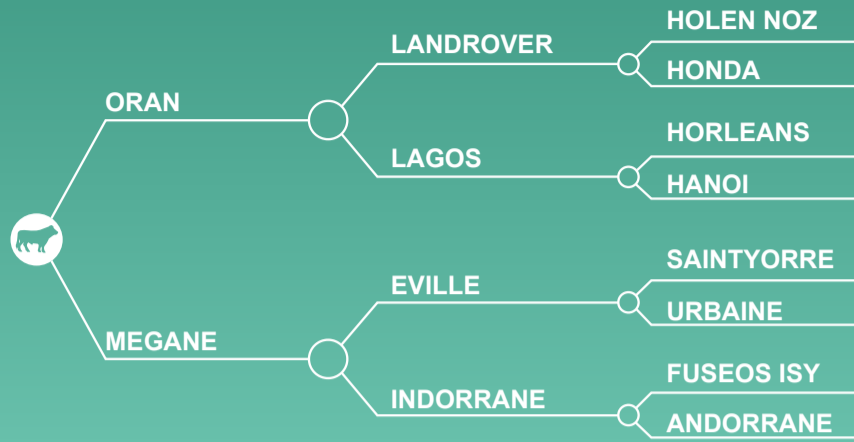 HOLEN NOZ
LANDROVER
HONDA
ORAN
HORLEANS
LAGOS
HANOI
SAINTYORRE
EVILLE
URBAINE
MEGANE
FUSEOS ISY
INDORRANE
ANDORRANE